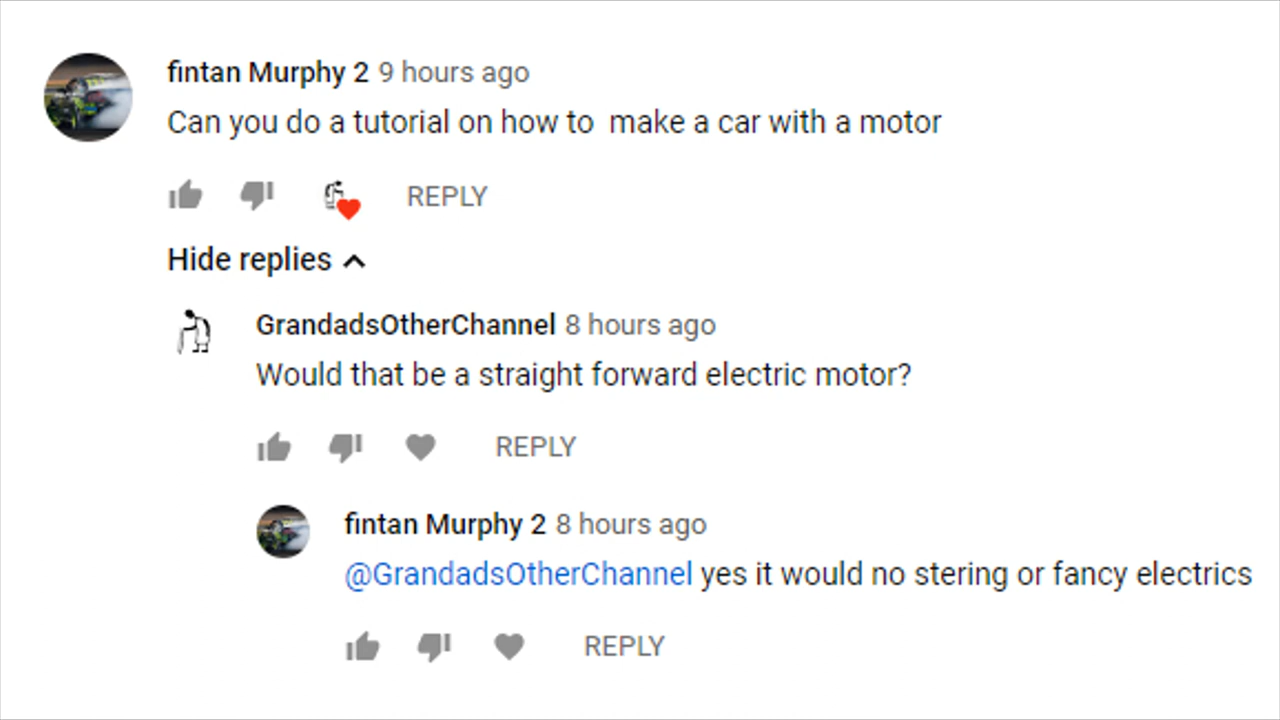 fintan Murphy 2 9 hours ago
Can you do a tutorial on how to  make a car with a motor
REPLY
Hide replies
GrandadsOtherChannel 8 hours ago
Would that be a straight forward electric motor?
REPLY
fintan Murphy 2 8 hours ago
@GrandadsOtherChannel yes it would no stering or fancy electrics
REPLY